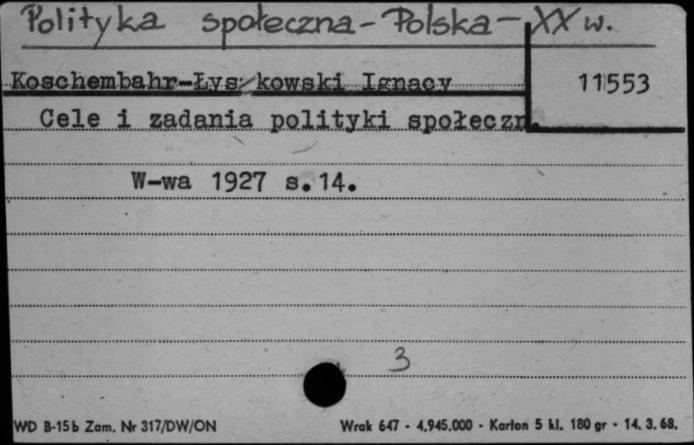 Polityka społeczna - Polska - XX w.
Koschembahr-Łyskowski Ignacy
11553
Cele i zadania polityki społeczn.
W-wa 1927 s.14.
3
WD B-15b Zam. Nr 317/DW/ON
Wrak 647 - 4,945.000 - Karton 5 kl. 180 gr - 14. 3. 68.